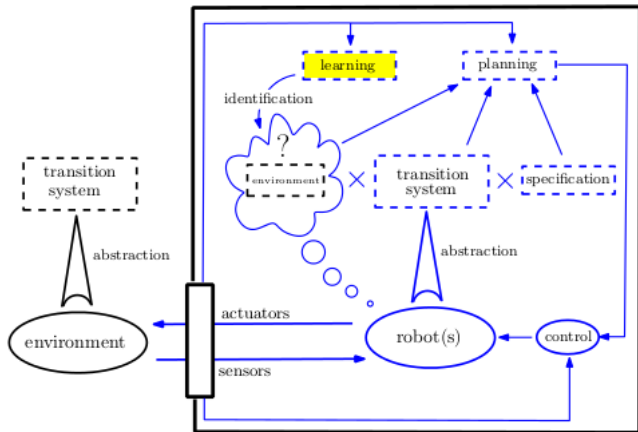 learning
planning
identification
?
environment
×
transition
system
×
specification
transition
system
abstraction
abstraction
actuators
environment
robot(s)
control
sensors